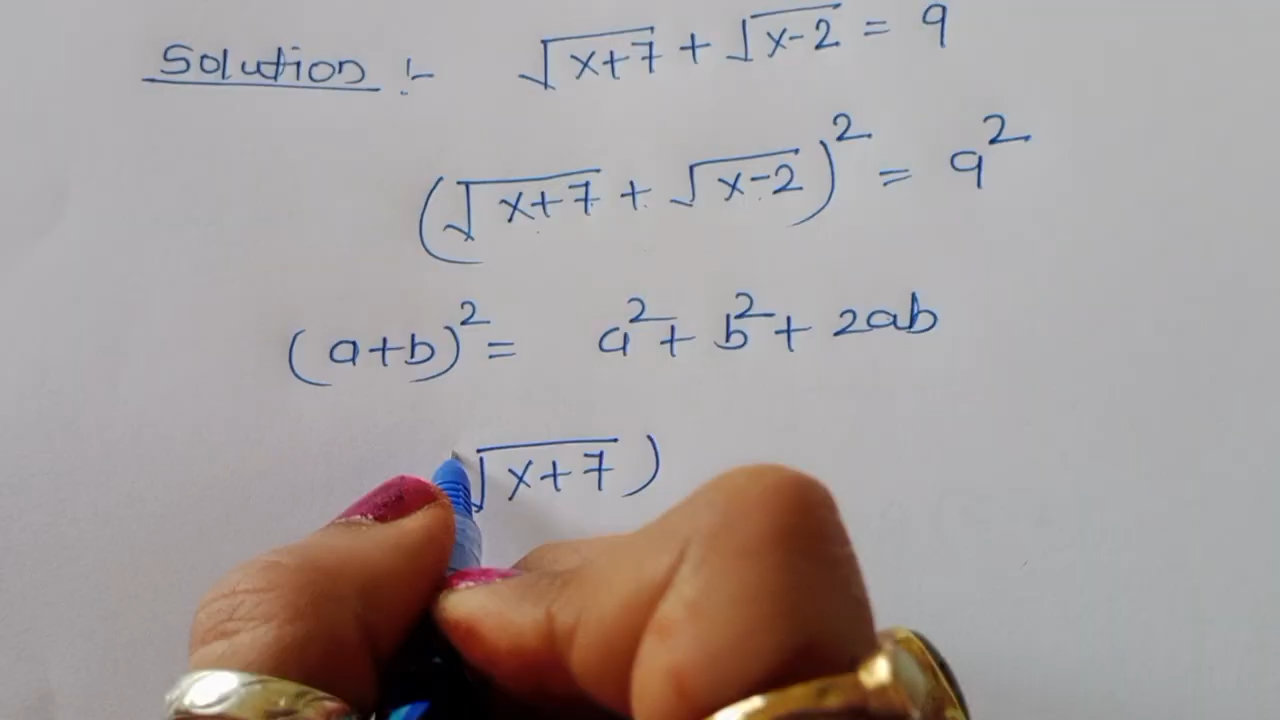 Solution :- √x+7 + √x-2 = 9
(√x+7 + √x-2)² = 9²
(a+b)² = a² + b² + 2ab
√x+7)